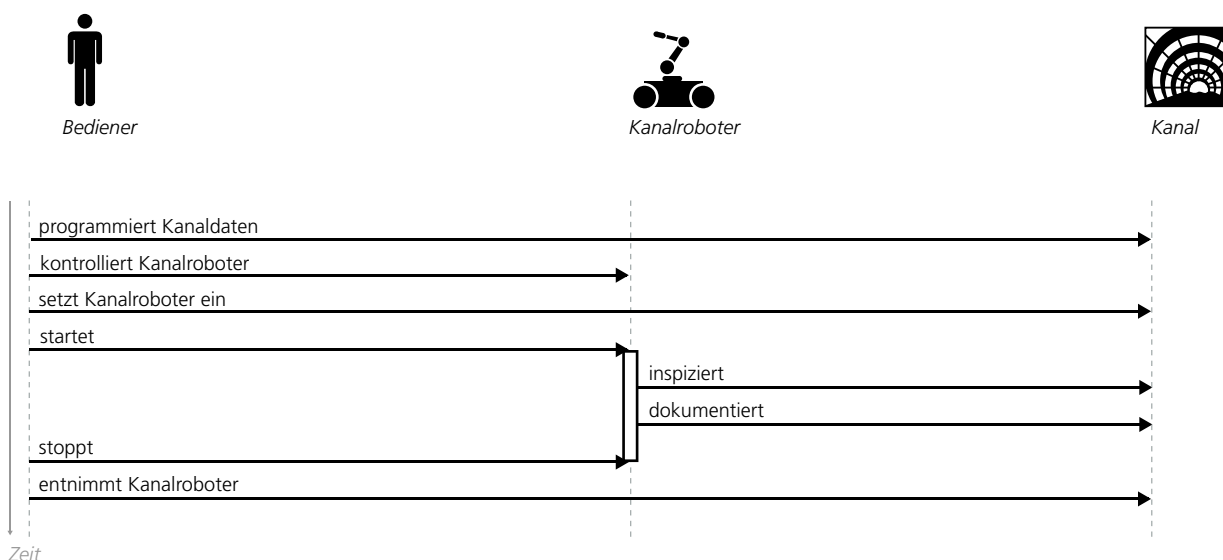 Bediener
Kanalroboter
Kanal
programmiert Kanaldaten
kontrolliert Kanalroboter
setzt Kanalroboter ein
startet
inspiziert
dokumentiert
stoppt
entnimmt Kanalroboter
Zeit